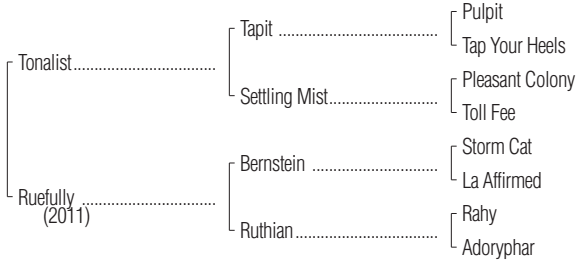 Pulpit
Tapit
Tap Your Heels
Tonalist
Pleasant Colony
Settling Mist
Toll Fee
Storm Cat
Bernstein
La Affirmed
Ruefully
(2011)
Rahy
Ruthian
Adoryphar